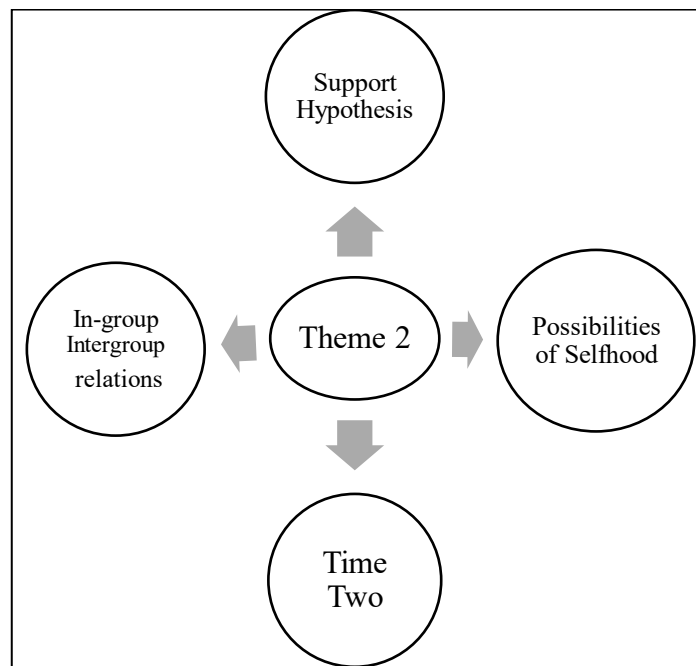 Support
Hypothesis
In-group
Intergroup
relations
Theme 2
Possibilities
of Selfhood
Time
Two